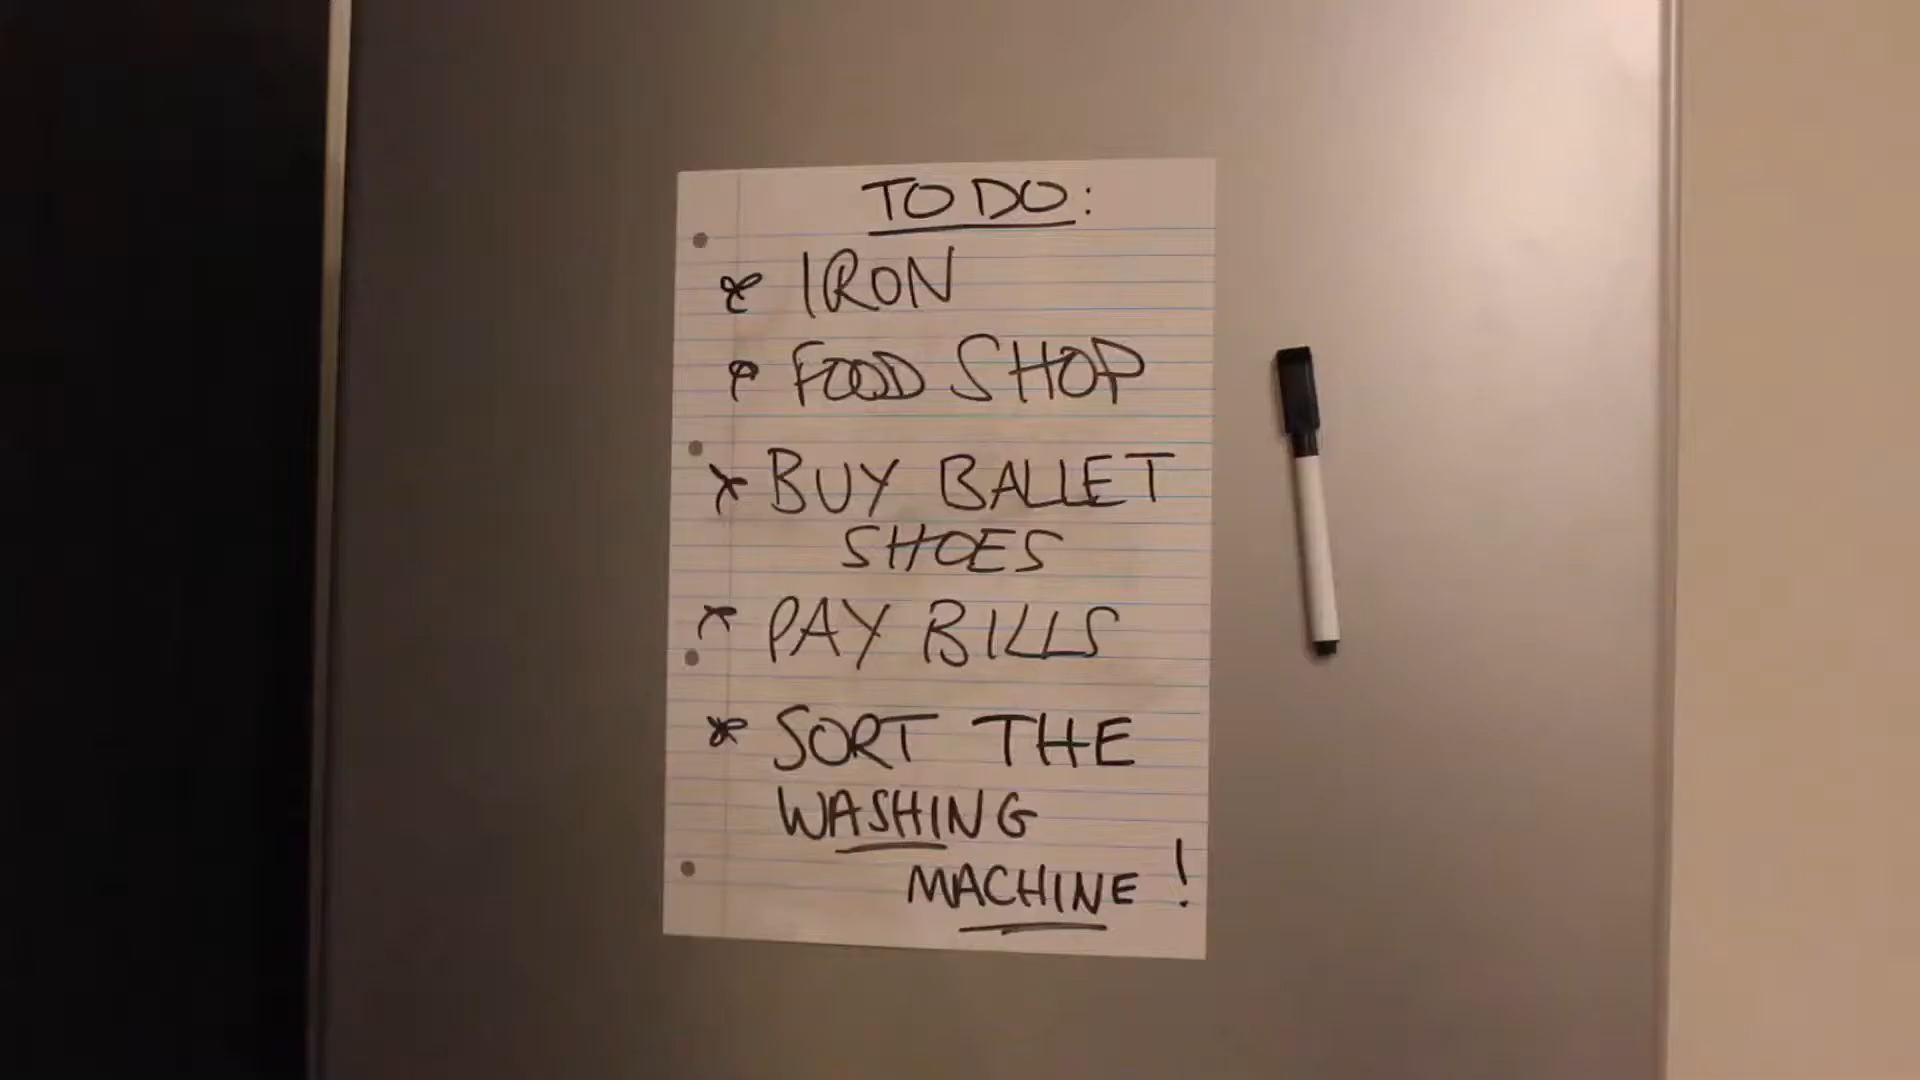 TO DO:
* IRON
* FOOD SHOP
* BUY BALLET
SHOES
* PAY BILLS
* SORT THE
WASHING
MACHINE !